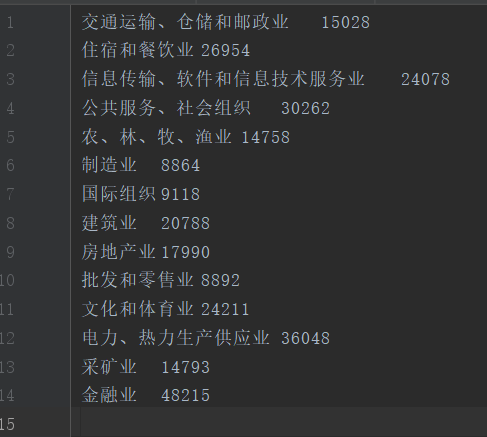 1 交通运输、仓储和邮政业 15028
2 住宿和餐饮业 26954
3 信息传输、软件和信息技术服务业 24078
4 公共服务、社会组织 30262
5 农、林、牧、渔业 14758
6 制造业 8864
7 国际组织 9118
8 建筑业 20788
9 房地产业 17990
10 批发和零售业 8892
11 文化和体育业 24211
12 电力、热力生产供应业 36048
13 采矿业 14793
14 金融业 48215
15